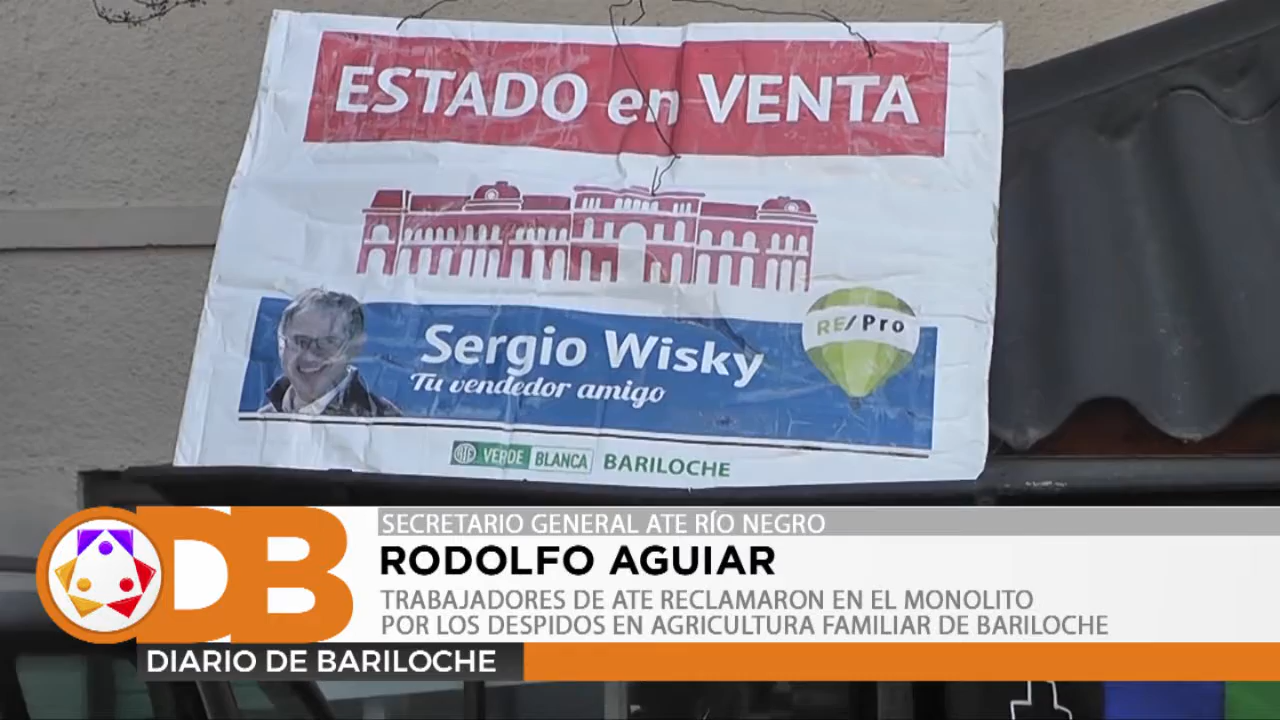 ESTADO en VENTA
Sergio Wisky
Tu vendedor amigo
RE/Pro
ATE VERDE BLANCA BARILOCHE
SECRETARIO GENERAL ATE RÍO NEGRO
RODOLFO AGUIAR
TRABAJADORES DE ATE RECLAMARON EN EL MONOLITO
POR LOS DESPIDOS EN AGRICULTURA FAMILIAR DE BARILOCHE
DB
DIARIO DE BARILOCHE